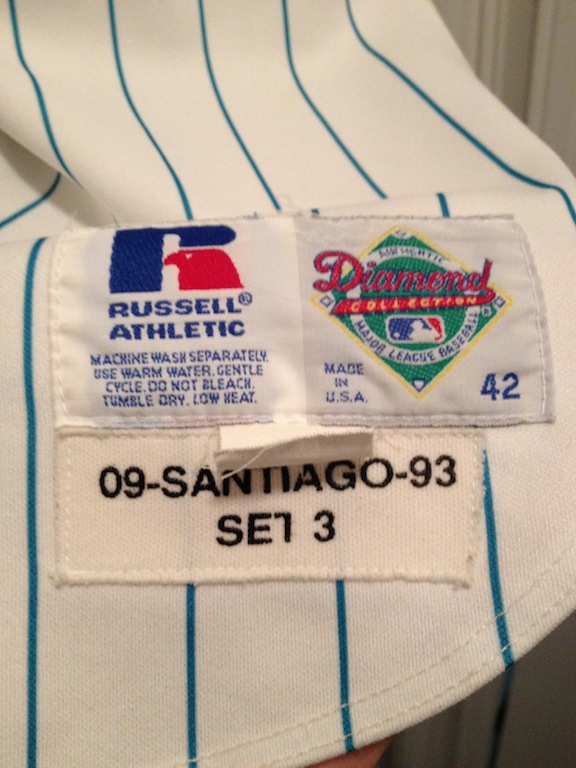 RUSSELL®
ATHLETIC
MACHINE WASH SEPARATELY.
USE WARM WATER. GENTLE
CYCLE. DO NOT BLEACH.
TUMBLE DRY. LOW HEAT.
AUTHENTIC
Diamond
COLLECTION
MAJOR LEAGUE BASEBALL
MADE
IN
U.S.A.
42
09-SANTIAGO-93
SET 3